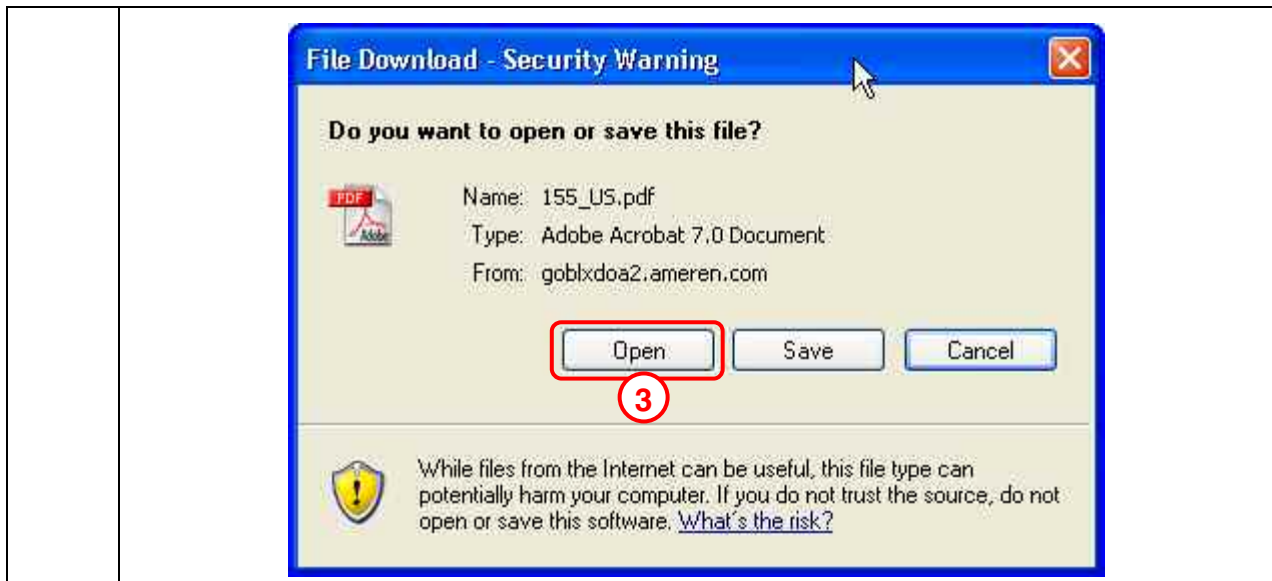 File Download - Security Warning
Do you want to open or save this file?
PDF
Adobe
Name: 155_US.pdf
Type: Adobe Acrobat 7.0 Document
From: goblxdoa2.ameren.com
Open Save Cancel
3
While files from the Internet can be useful, this file type can
potentially harm your computer. If you do not trust the source, do not
open or save this software. What's the risk?